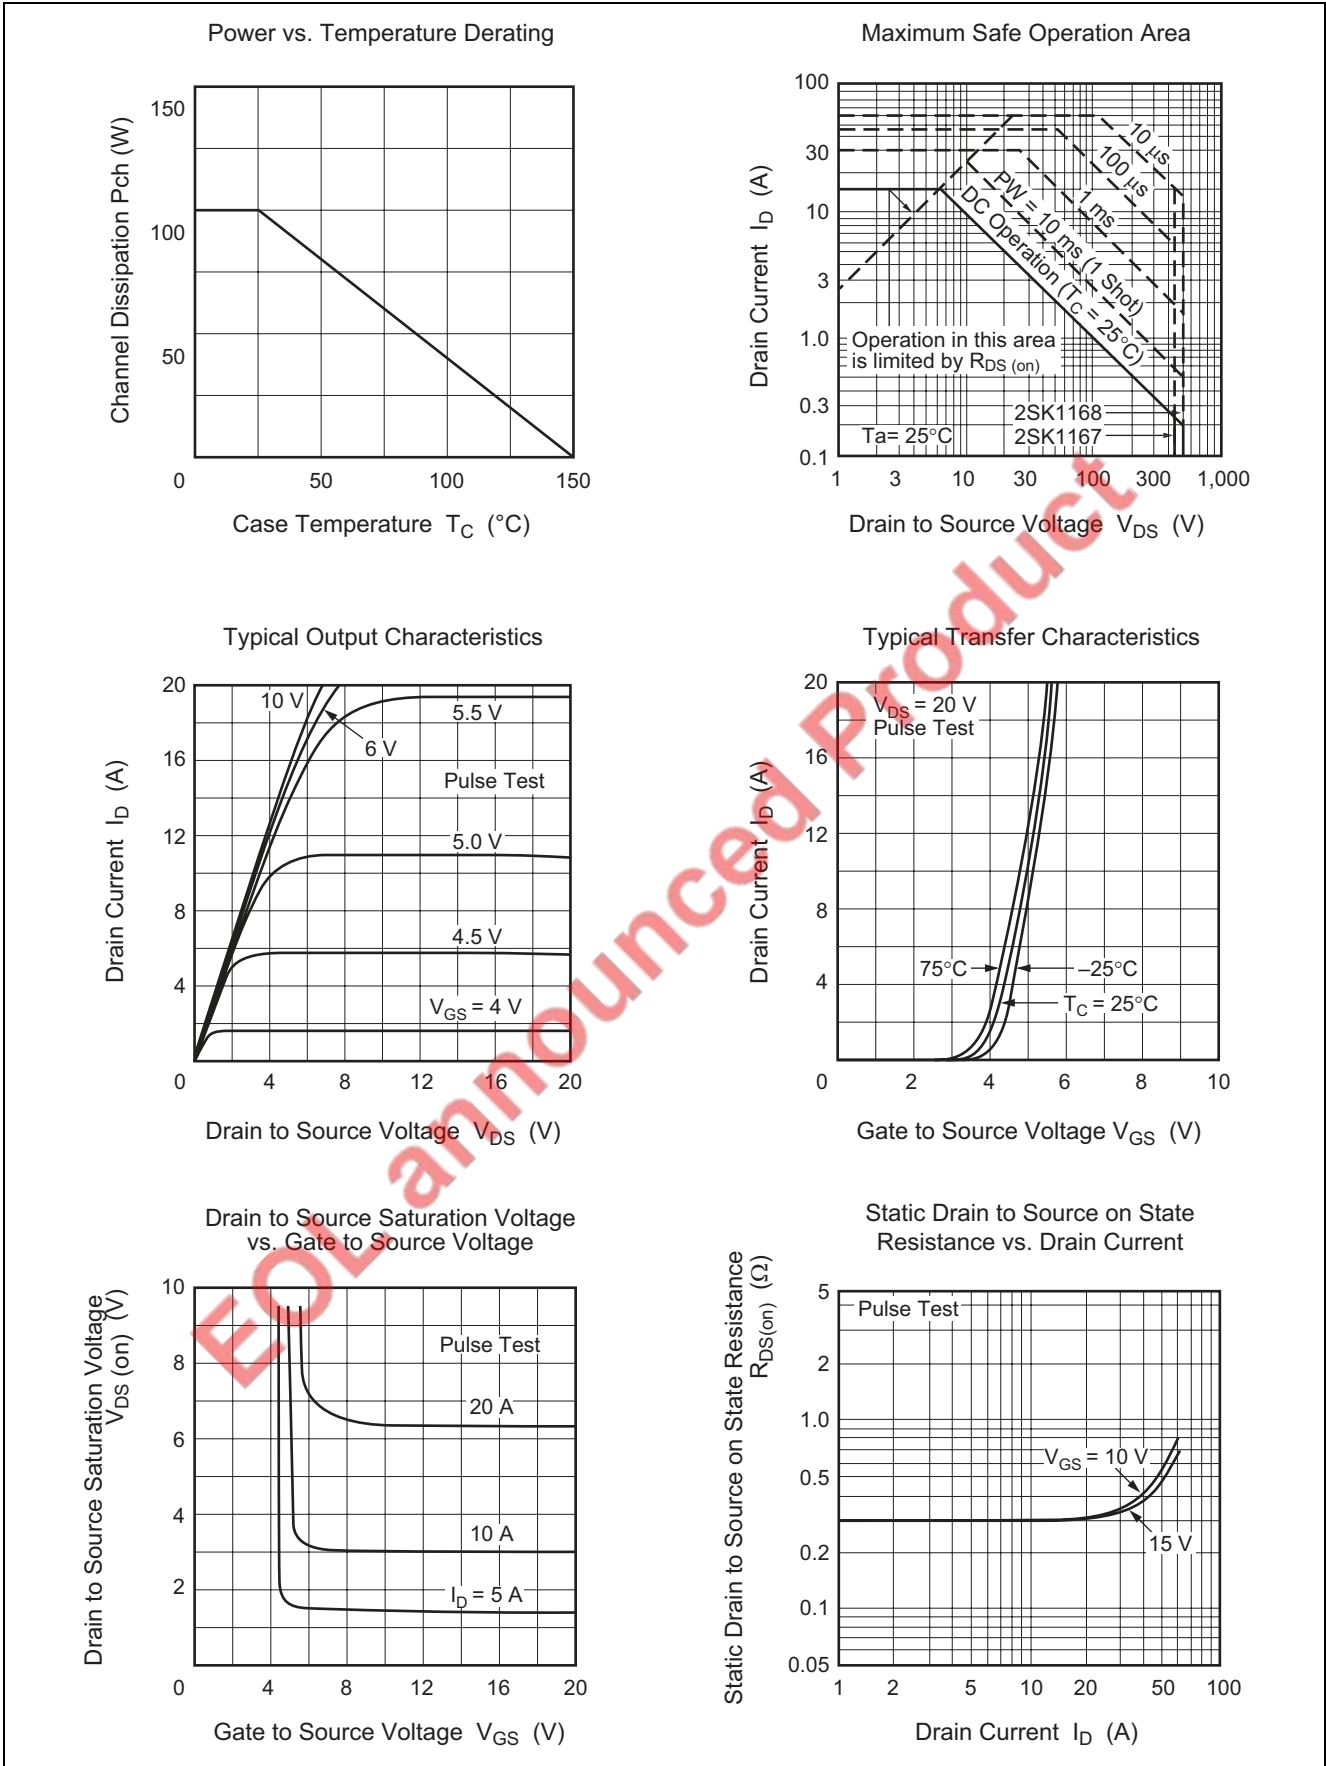 Power vs. Temperature Derating
Channel Dissipation Pch (W)
150
100
50
0
50
100
150
Case Temperature TC (°C)
Maximum Safe Operation Area
Drain Current ID (A)
100
30
10
3
1.0
0.3
0.1
10 μs
100 μs
1 ms
PW = 10 ms (1 Shot)
DC Operation (TC = 25°C)
Operation in this area
is limited by RDS (on)
2SK1168
Ta= 25°C
2SK1167
1
3
10
30
100
300
1,000
Drain to Source Voltage VDS (V)
Typical Output Characteristics
Drain Current ID (A)
20
16
12
8
4
0
10 V
5.5 V
6 V
Pulse Test
5.0 V
4.5 V
VGS = 4 V
4
8
12
16
20
Drain to Source Voltage VDS (V)
Typical Transfer Characteristics
Drain Current ID (A)
20
16
12
8
4
0
VDS = 20 V
Pulse Test
75°C
–25°C
TC = 25°C
2
4
6
8
10
Gate to Source Voltage VGS (V)
Drain to Source Saturation Voltage
vs. Gate to Source Voltage
Drain to Source Saturation Voltage
VDS (on) (V)
10
8
6
4
2
0
Pulse Test
20 A
10 A
ID = 5 A
4
8
12
16
20
Gate to Source Voltage VGS (V)
Static Drain to Source on State
Resistance vs. Drain Current
Static Drain to Source on State Resistance
RDS(on) (Ω)
5
2
1.0
0.5
0.2
0.1
0.05
Pulse Test
VGS = 10 V
15 V
1
2
5
10
20
50
100
Drain Current ID (A)
EOL announced Product